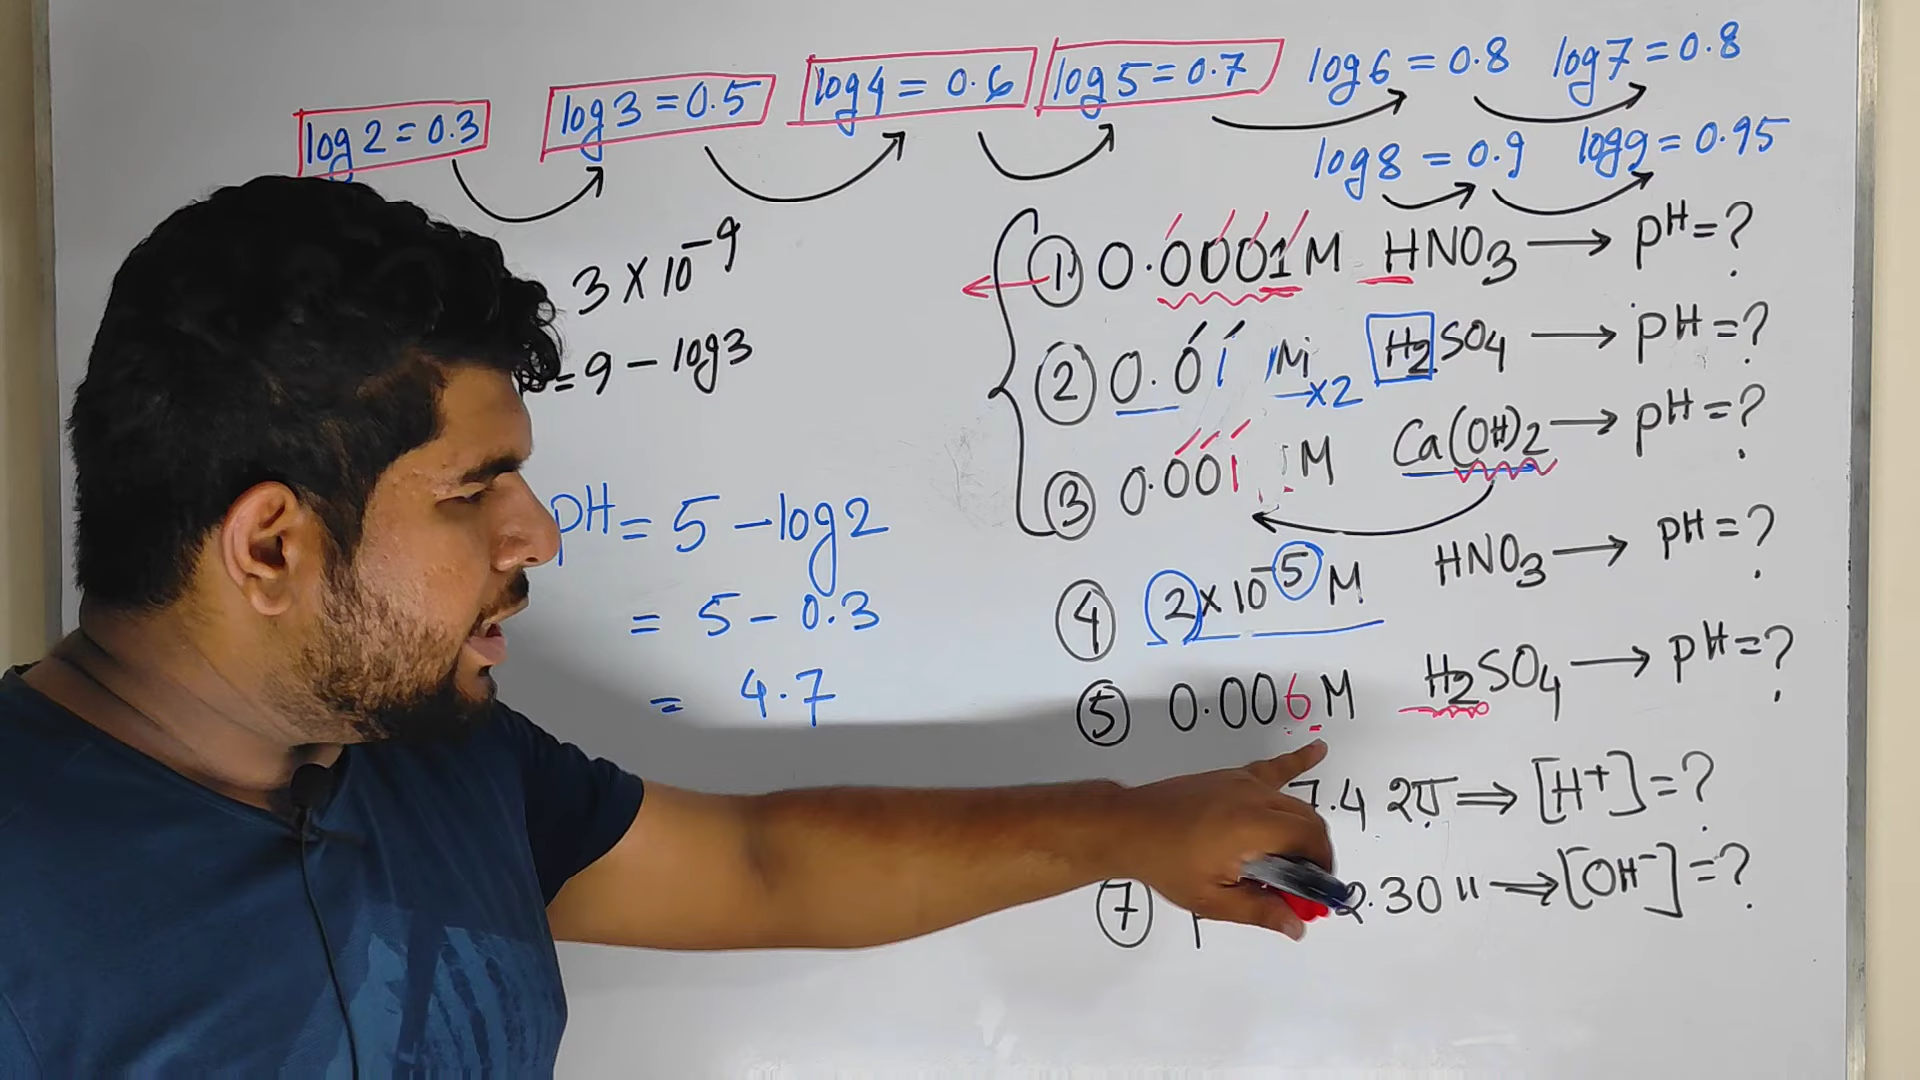 log 2 = 0.3 log 3 = 0.5 log 4 = 0.6 log 5 = 0.7 log 6 = 0.8 log 7 = 0.8
log 8 = 0.9 log 9 = 0.95
3 × 10⁻⁹
= 9 - log 3
pH = 5 - log 2
= 5 - 0.3
= 4.7
① 0.0001 M HNO₃ → pH = ?
② 0.01 M H₂SO₄ → pH = ?
→ ×2
③ 0.001 M Ca(OH)₂ → pH = ?
④ 2 × 10⁻⁵ M HNO₃ → pH = ?
⑤ 0.006 M H₂SO₄ → pH = ?
7.4 হলে ⇒ [H⁺] = ?
⑦ 2.30 " ⇒ [OH⁻] = ?